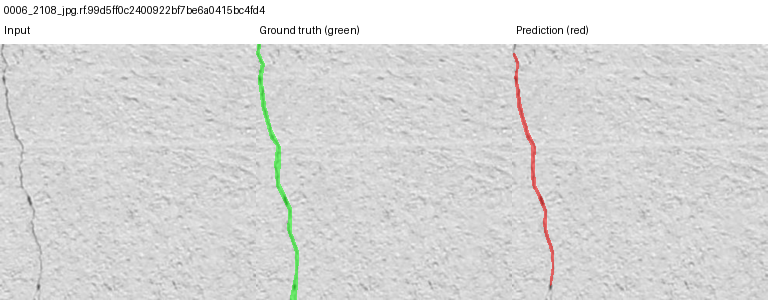 0006_2108_jpg.rf.99d5ff0c2400922bf7be6a0415bc4fd4
Input
Ground truth (green)
Prediction (red)